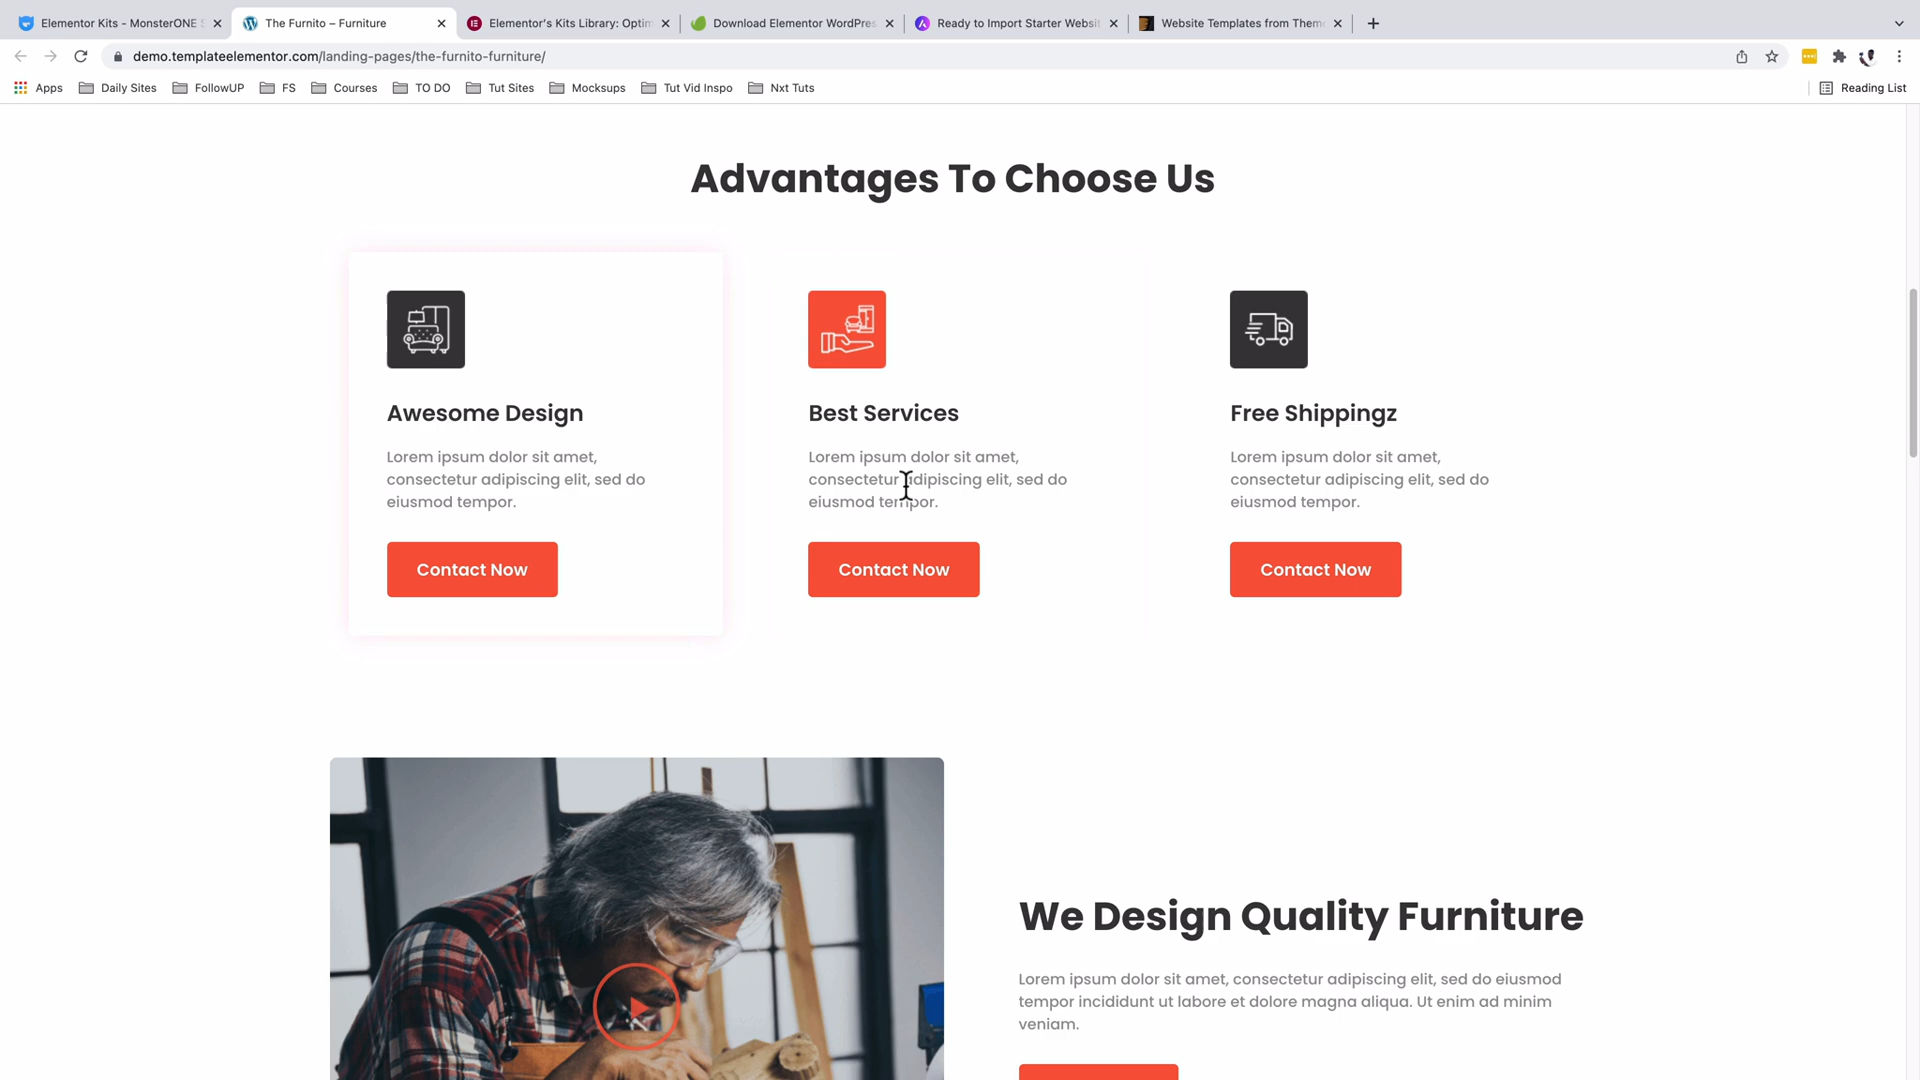 Elementor Kits - MonsterONE
The Furnito – Furniture
Elementor's Kits Library: Optim
Download Elementor WordPres
Ready to Import Starter Websit
Website Templates from Theme
demo.templateelementor.com/landing-pages/the-furnito-furniture/
Apps
Daily Sites
FollowUP
FS
Courses
TO DO
Tut Sites
Mocksups
Tut Vid Inspo
Nxt Tuts
Reading List
Advantages To Choose Us
Awesome Design
Lorem ipsum dolor sit amet,
consectetur adipiscing elit, sed do
eiusmod tempor.
Contact Now
Best Services
Lorem ipsum dolor sit amet,
consectetur adipiscing elit, sed do
eiusmod tempor.
Contact Now
Free Shippingz
Lorem ipsum dolor sit amet,
consectetur adipiscing elit, sed do
eiusmod tempor.
Contact Now
We Design Quality Furniture
Lorem ipsum dolor sit amet, consectetur adipiscing elit, sed do eiusmod
tempor incididunt ut labore et dolore magna aliqua. Ut enim ad minim
veniam.